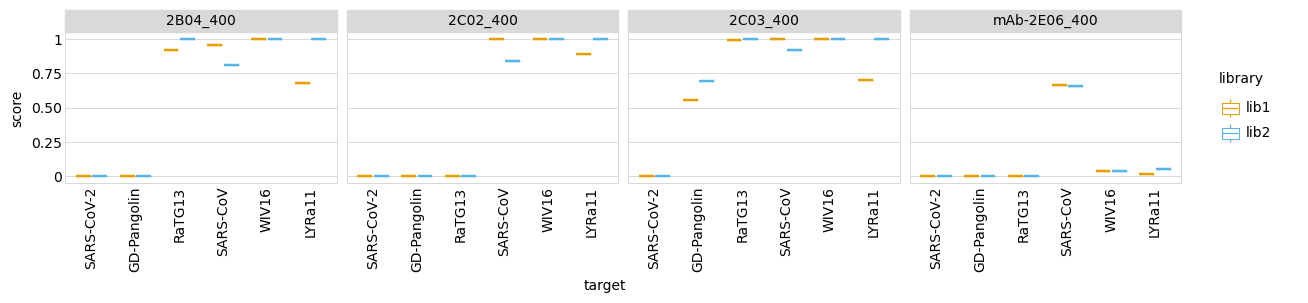 2B04_400 2C02_400 2C03_400 mAb-2E06_400
score
1
0.75
0.50
0.25
0
SARS-CoV-2 GD-Pangolin RaTG13 SARS-CoV WIV16 LYRa11 SARS-CoV-2 GD-Pangolin RaTG13 SARS-CoV WIV16 LYRa11 SARS-CoV-2 GD-Pangolin RaTG13 SARS-CoV WIV16 LYRa11 SARS-CoV-2 GD-Pangolin RaTG13 SARS-CoV WIV16 LYRa11
target
library
lib1
lib2